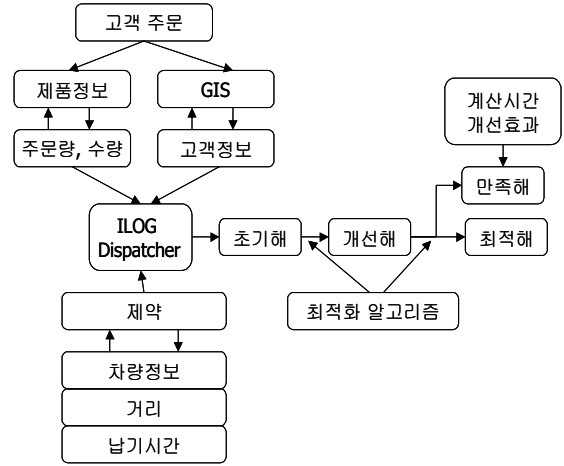 고객 주문
제품정보
GIS
주문량, 수량
고객정보
계산시간
개선효과
만족해
ILOG
Dispatcher
초기해
개선해
최적해
제약
최적화 알고리즘
차량정보
거리
납기시간